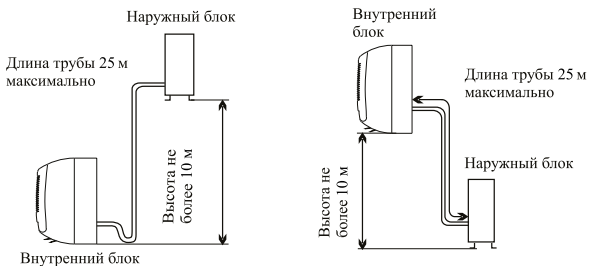 Наружный блок
Длина трубы 25 м
максимально
Высота не
более 10 м
Внутренний блок
Внутренний
блок
Длина трубы 25 м
максимально
Наружный блок
Высота не
более 10 м